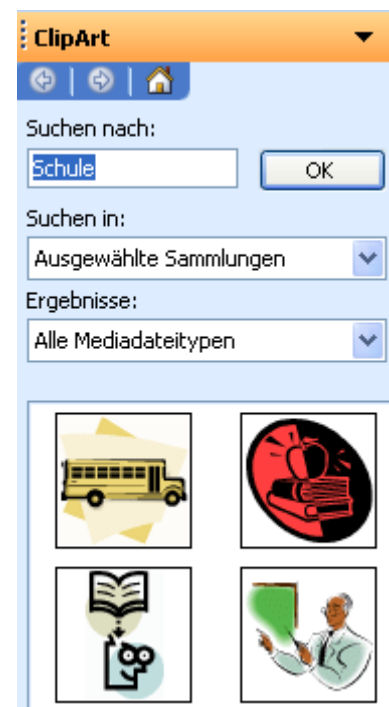 ClipArt
Suchen nach:
Schule
OK
Suchen in:
Ausgewählte Sammlungen
Ergebnisse:
Alle Mediadateitypen